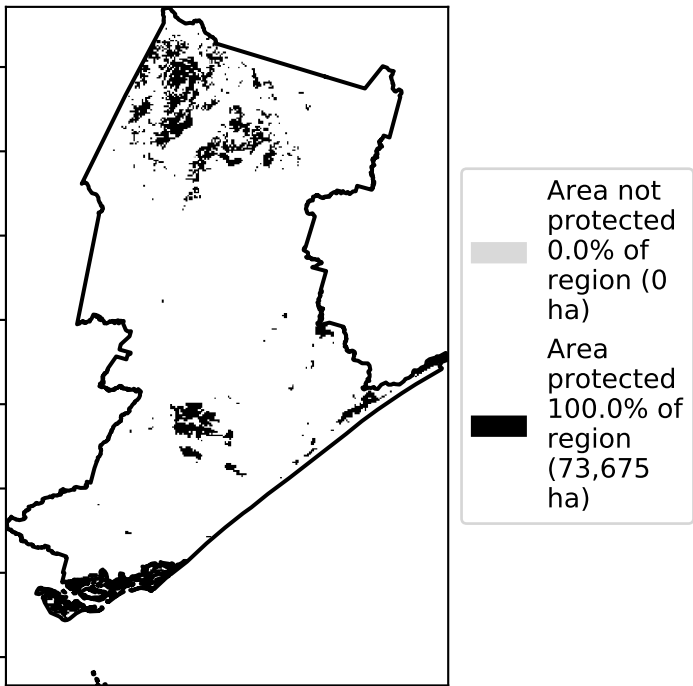 Area not
protected
0.0% of
region (0
ha)
Area
protected
100.0% of
region
(73,675
ha)